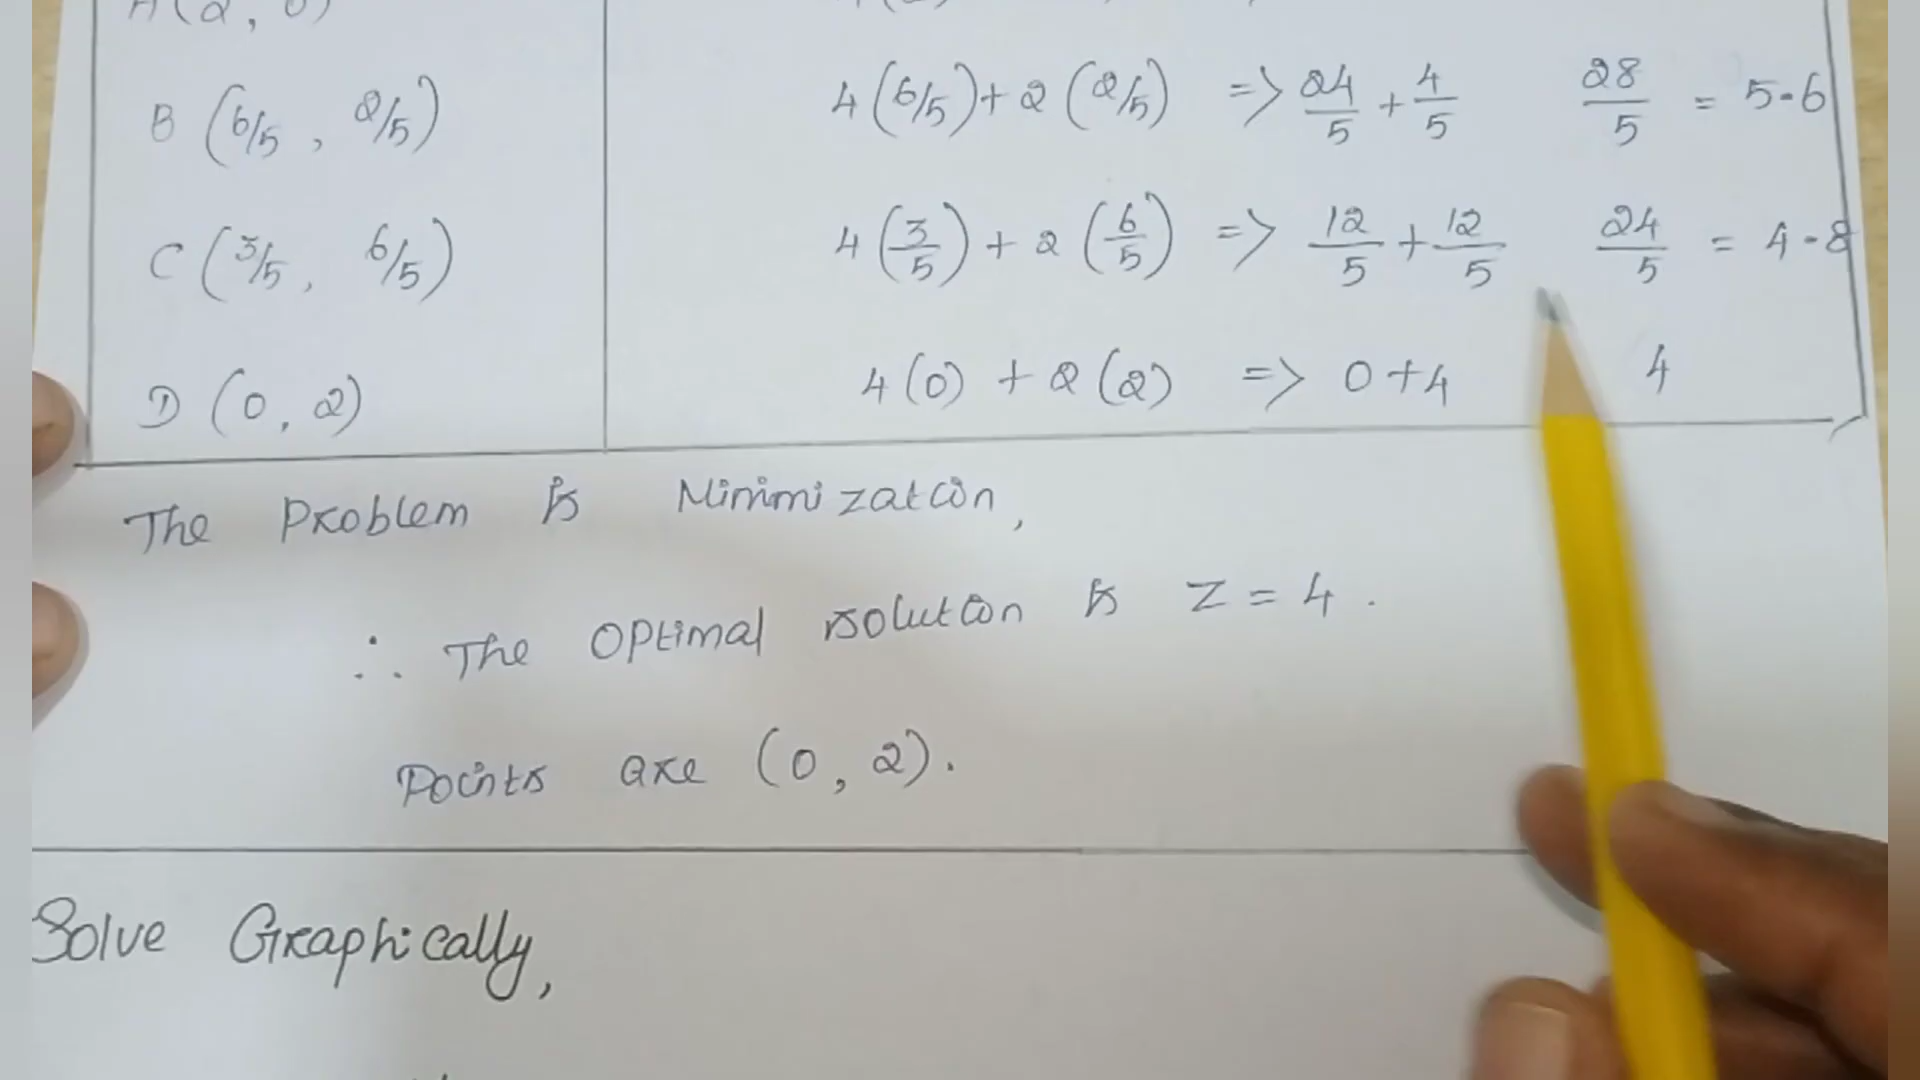 A(2, 0)
B (6/5, 2/5) 4(6/5)+2(2/5) => 24/5 + 4/5 28/5 = 5.6
C (3/5, 6/5) 4(3/5)+2(6/5) => 12/5 + 12/5 24/5 = 4.8
D (0, 2) 4(0) + 2(2) => 0+4 4
The Problem is Minimization,
∴ The Optimal solution is Z = 4.
Points are (0, 2).
Solve Graphically,